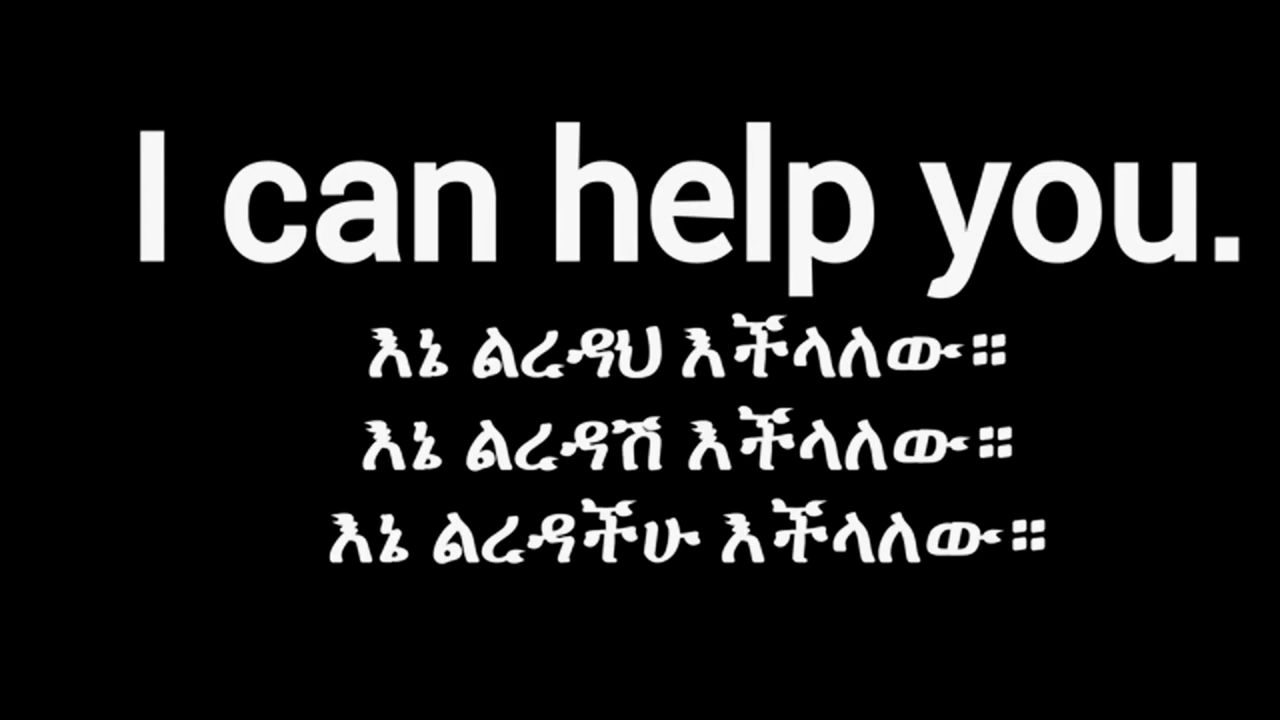 I can help you.
እኔ ልረዳህ እችላለው።
እኔ ልረዳሽ እችላለው።
እኔ ልረዳችሁ እችላለው።